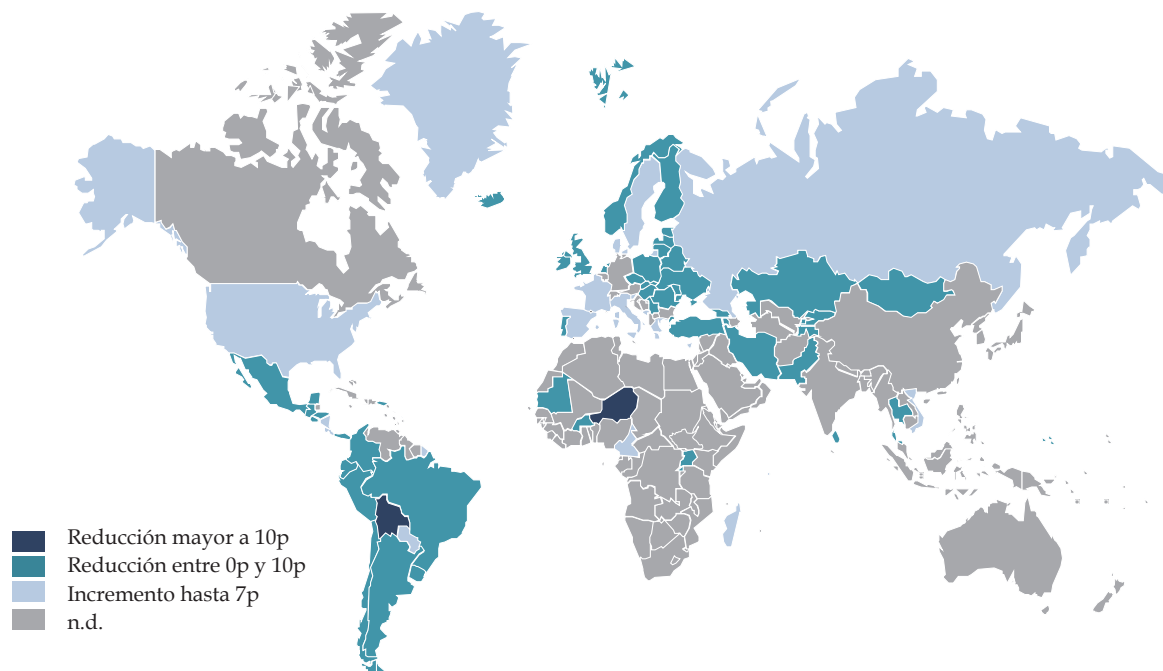 Reducción mayor a 10p
Reducción entre 0p y 10p
Incremento hasta 7p
n.d.